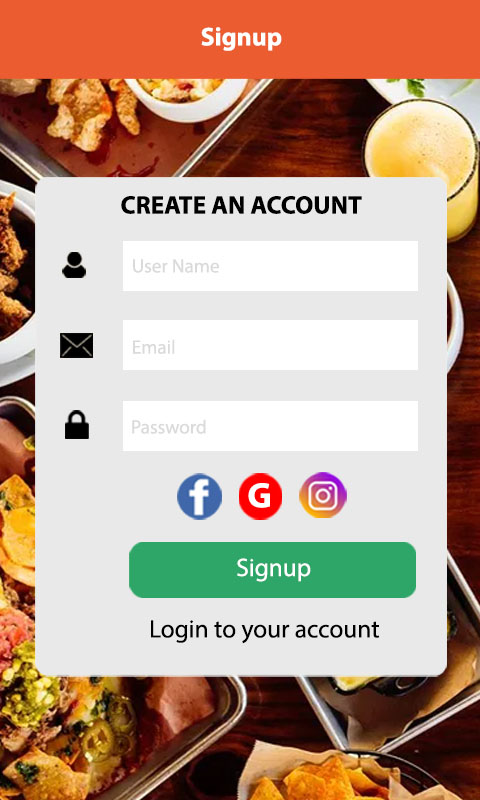 Signup
CREATE AN ACCOUNT
User Name
Email
Password
f G
Signup
Login to your account